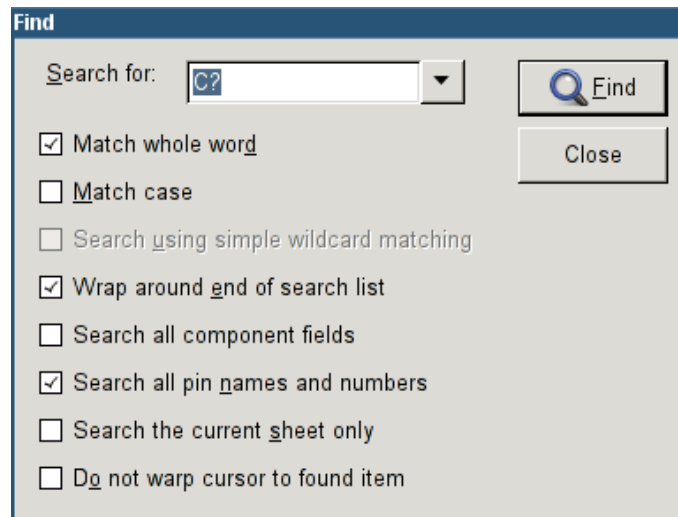 Find
Search for: C? Find
Match whole word Close
Match case
Search using simple wildcard matching
Wrap around end of search list
Search all component fields
Search all pin names and numbers
Search the current sheet only
Do not warp cursor to found item